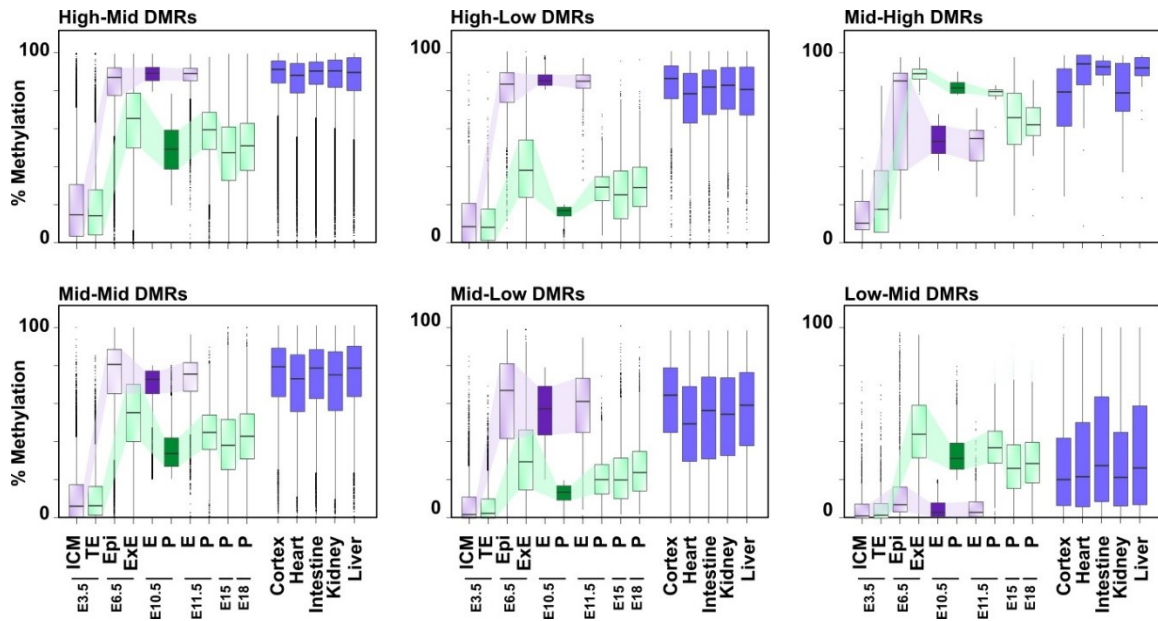 High-Mid DMRs
High-Low DMRs
Mid-High DMRs
% Methylation
100
0
100
0
100
0
Mid-Mid DMRs
Mid-Low DMRs
Low-Mid DMRs
% Methylation
100
0
100
0
100
0
ICM TE Epi ExE E P E P P P Cortex Heart Intestine Kidney Liver
E3.5 E6.5 E10.5 E11.5 E15 E18
ICM TE Epi ExE E P E P P P Cortex Heart Intestine Kidney Liver
E3.5 E6.5 E10.5 E11.5 E15 E18
ICM TE Epi ExE E P E P P P Cortex Heart Intestine Kidney Liver
E3.5 E6.5 E10.5 E11.5 E15 E18